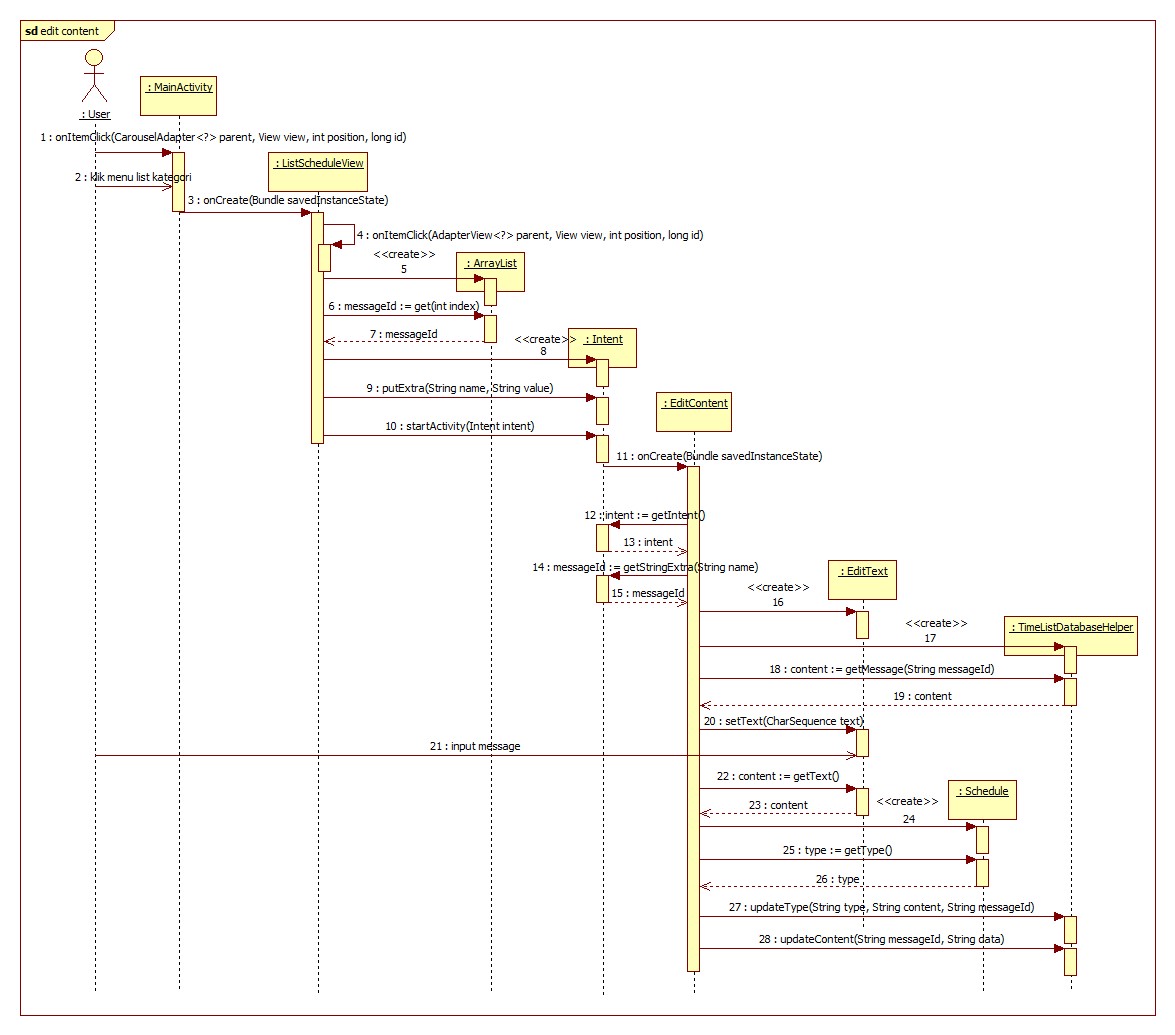 sd edit content
: MainActivity
: User
1 : onItemClick(CarouselAdapter<?> parent, View view, int position, long id)
: ListScheduleView
2 : klik menu list kategori
3 : onCreate(Bundle savedInstanceState)
4 : onItemClick(AdapterView<?> parent, View view, int position, long id)
<<create>>
: ArrayList
5
6 : messageId := get(int index)
7 : messageId
<<create>>
: Intent
8
9 : putExtra(String name, String value)
: EditContent
10 : startActivity(Intent intent)
11 : onCreate(Bundle savedInstanceState)
12 : intent := getIntent()
13 : intent
14 : messageId := getStringExtra(String name)
: EditText
<<create>>
15 : messageId
16
<<create>>
: TimeListDatabaseHelper
17
18 : content := getMessage(String messageId)
19 : content
20 : setText(CharSequence text)
21 : input message
22 : content := getText()
: Schedule
<<create>>
23 : content
24
25 : type := getType()
26 : type
27 : updateType(String type, String content, String messageId)
28 : updateContent(String messageId, String data)